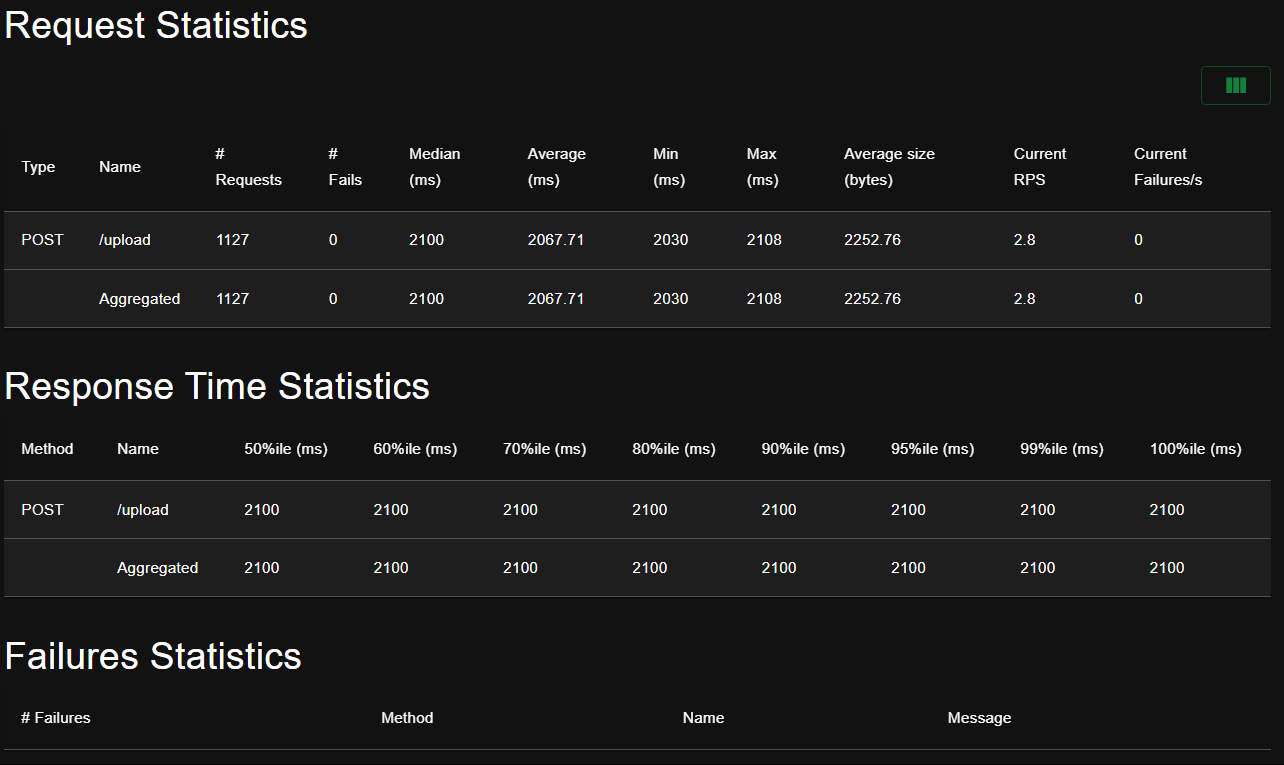 Request Statistics
Type Name # Requests # Fails Median (ms) Average (ms) Min (ms) Max (ms) Average size (bytes) Current RPS Current Failures/s
POST /upload 1127 0 2100 2067.71 2030 2108 2252.76 2.8 0
Aggregated 1127 0 2100 2067.71 2030 2108 2252.76 2.8 0
Response Time Statistics
Method Name 50%ile (ms) 60%ile (ms) 70%ile (ms) 80%ile (ms) 90%ile (ms) 95%ile (ms) 99%ile (ms) 100%ile (ms)
POST /upload 2100 2100 2100 2100 2100 2100 2100 2100
Aggregated 2100 2100 2100 2100 2100 2100 2100 2100
Failures Statistics
# Failures Method Name Message